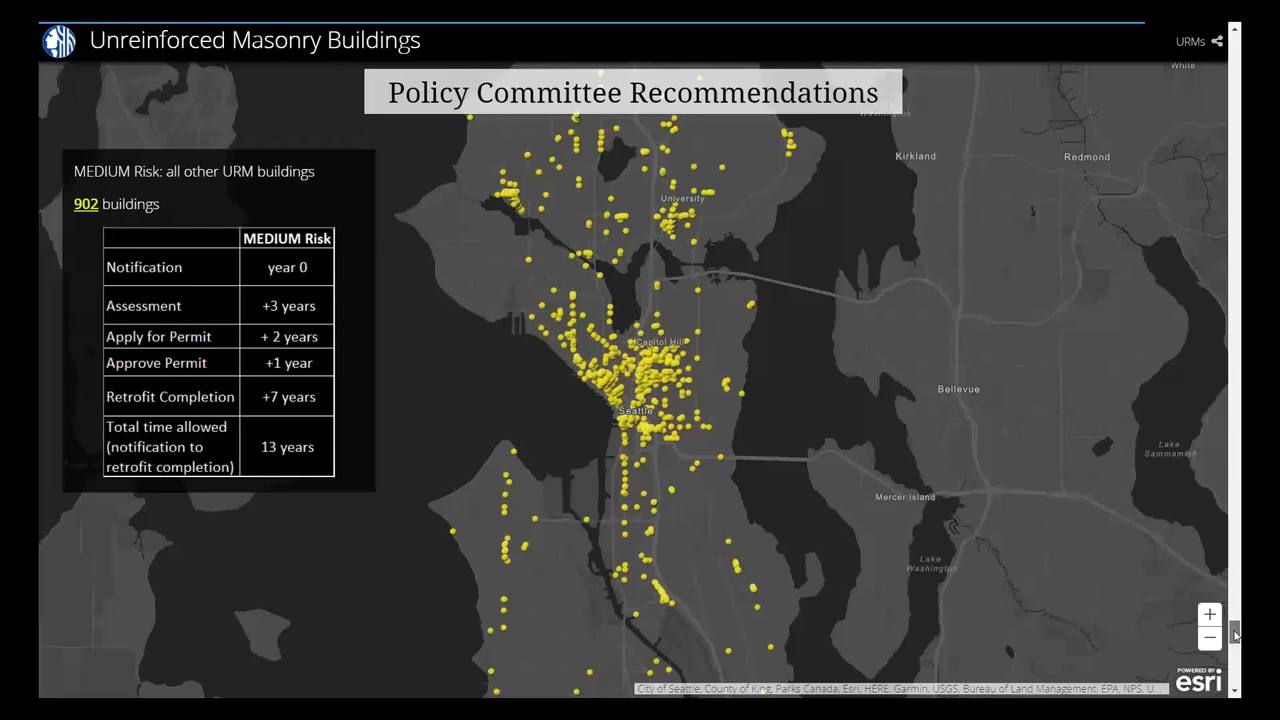 Unreinforced Masonry Buildings
URMs
Policy Committee Recommendations
White
Washington
Kirkland
Redmond
MEDIUM Risk: all other URM buildings
902 buildings
MEDIUM Risk
Notification year 0
Assessment +3 years
Apply for Permit + 2 years
Approve Permit +1 year
Retrofit Completion +7 years
Total time allowed
(notification to 13 years
retrofit completion)
University
Capitol Hill
Seattle
Bellevue
Lake
Sammamish
Mercer Island
Lake
Washington
+
−
POWERED BY
esri
City of Seattle, County of King, Parks Canada, Esri, HERE, Garmin, USGS, Bureau of Land Management, EPA, NPS, U...